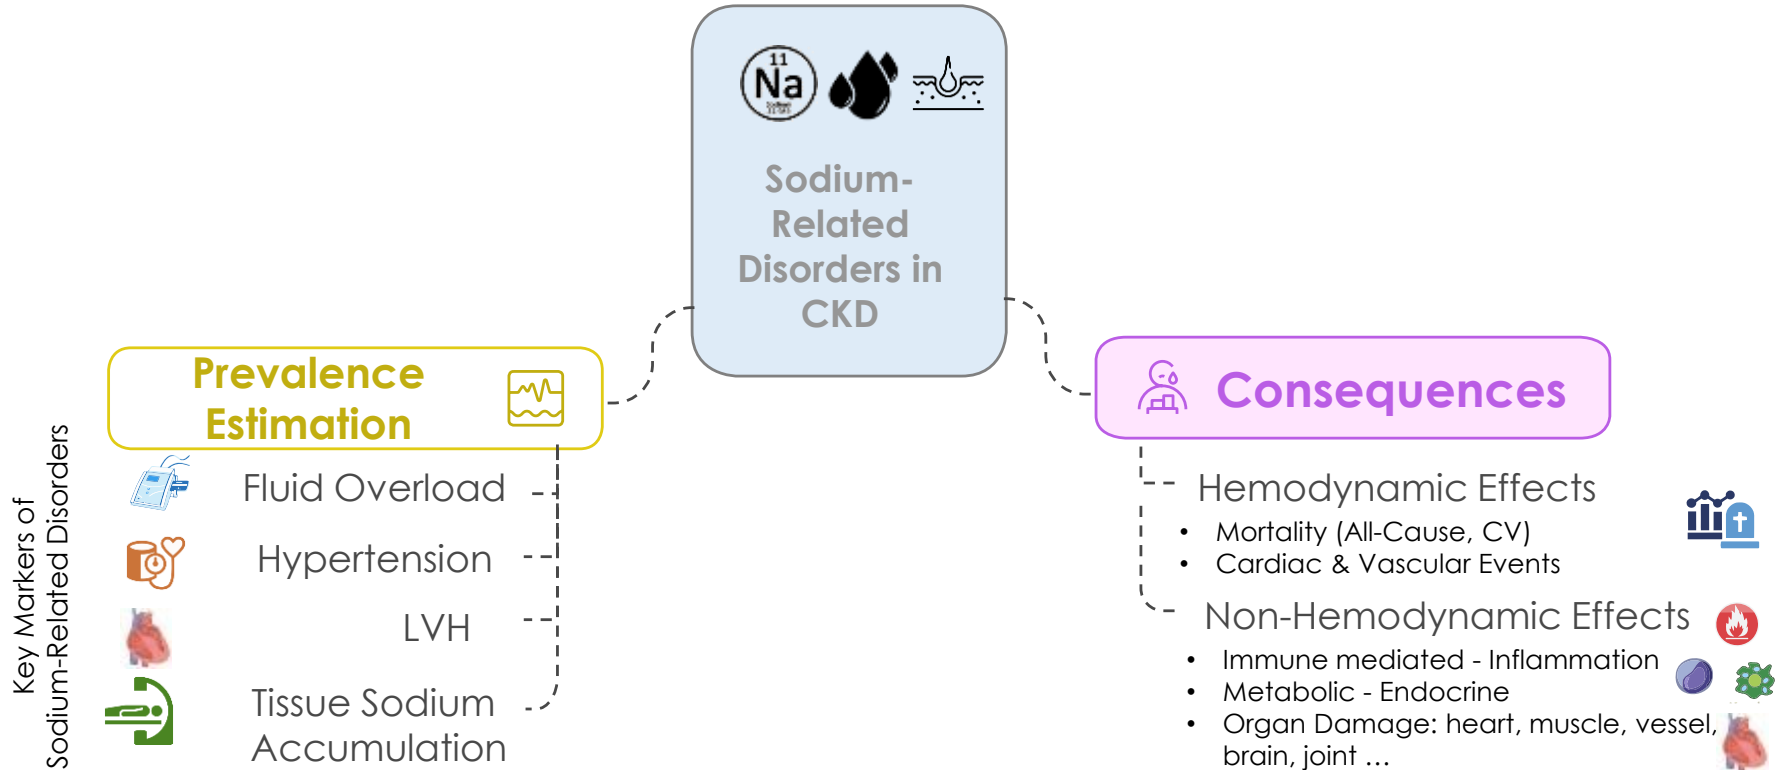 11
Na
Sodium-
Related
Disorders in
CKD
Prevalence
Estimation
Key Markers of
Sodium-Related Disorders
Fluid Overload
Hypertension
LVH
Tissue Sodium
Accumulation
Consequences
Hemodynamic Effects
• Mortality (All-Cause, CV)
• Cardiac & Vascular Events
Non-Hemodynamic Effects
• Immune mediated - Inflammation
• Metabolic - Endocrine
• Organ Damage: heart, muscle, vessel,
brain, joint ...